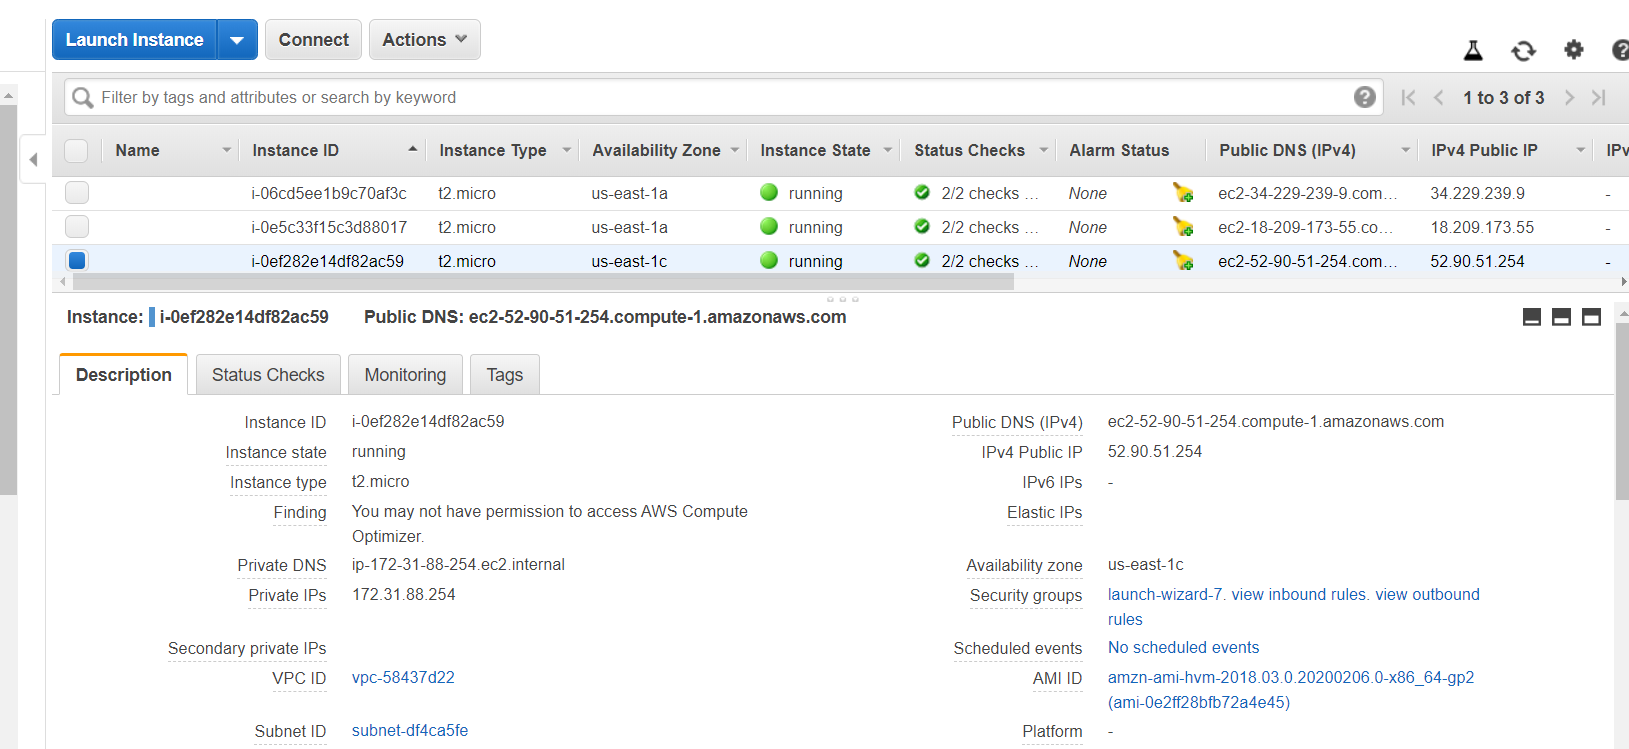 Launch Instance Connect Actions
Filter by tags and attributes or search by keyword 1 to 3 of 3
Name Instance ID Instance Type Availability Zone Instance State Status Checks Alarm Status Public DNS (IPv4) IPv4 Public IP IPv
i-06cd5ee1b9c70af3c t2.micro us-east-1a running 2/2 checks ... None ec2-34-229-239-9.com... 34.229.239.9 -
i-0e5c33f15c3d88017 t2.micro us-east-1a running 2/2 checks ... None ec2-18-209-173-55.co... 18.209.173.55 -
i-0ef282e14df82ac59 t2.micro us-east-1c running 2/2 checks ... None ec2-52-90-51-254.com... 52.90.51.254 -
Instance: i-0ef282e14df82ac59 Public DNS: ec2-52-90-51-254.compute-1.amazonaws.com
Description Status Checks Monitoring Tags
Instance ID i-0ef282e14df82ac59 Public DNS (IPv4) ec2-52-90-51-254.compute-1.amazonaws.com
Instance state running IPv4 Public IP 52.90.51.254
Instance type t2.micro IPv6 IPs -
Finding You may not have permission to access AWS Compute Elastic IPs
Optimizer.
Private DNS ip-172-31-88-254.ec2.internal Availability zone us-east-1c
Private IPs 172.31.88.254 Security groups launch-wizard-7. view inbound rules. view outbound
rules
Secondary private IPs Scheduled events No scheduled events
VPC ID vpc-58437d22 AMI ID amzn-ami-hvm-2018.03.0.20200206.0-x86_64-gp2
(ami-0e2ff28bfb72a4e45)
Subnet ID subnet-df4ca5fe Platform -